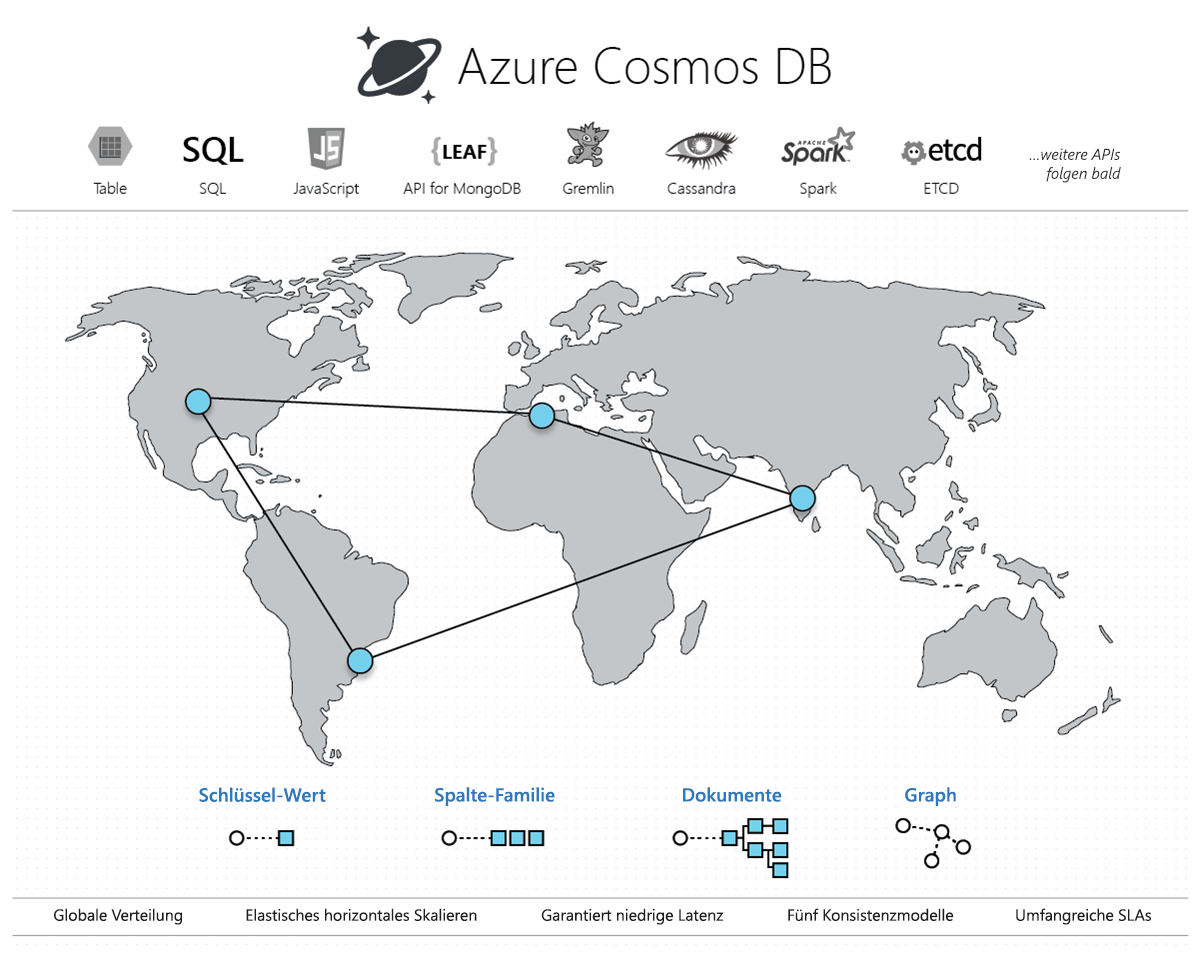 Azure Cosmos DB
SQL
JS
{LEAF}
APACHE
Spark™
etcd
Table
SQL
JavaScript
API for MongoDB
Gremlin
Cassandra
Spark
ETCD
...weitere APIs
folgen bald
Schlüssel-Wert
Spalte-Familie
Dokumente
Graph
Globale Verteilung
Elastisches horizontales Skalieren
Garantiert niedrige Latenz
Fünf Konsistenzmodelle
Umfangreiche SLAs